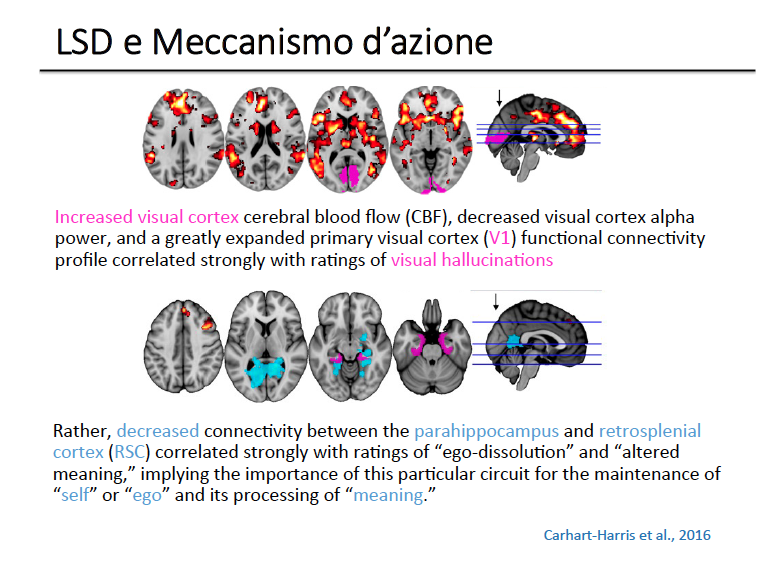 LSD e Meccanismo d’azione
Increased visual cortex cerebral blood flow (CBF), decreased visual cortex alpha
power, and a greatly expanded primary visual cortex (V1) functional connectivity
profile correlated strongly with ratings of visual hallucinations
Rather, decreased connectivity between the parahippocampus and retrosplenial
cortex (RSC) correlated strongly with ratings of “ego-dissolution” and “altered
meaning,” implying the importance of this particular circuit for the maintenance of
“self” or “ego” and its processing of “meaning.”
Carhart-Harris et al., 2016